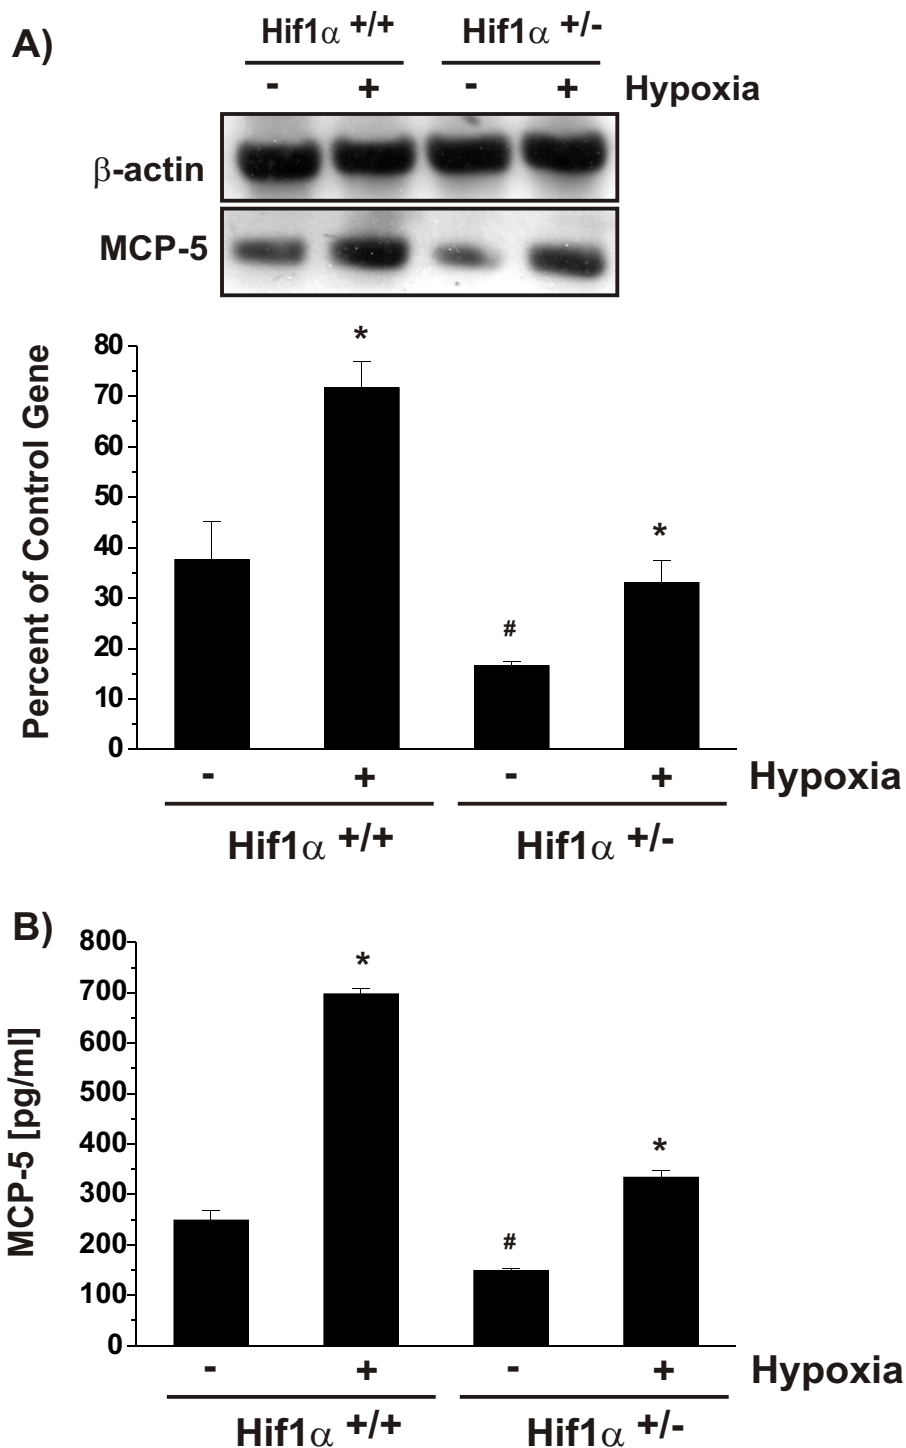 A)
Hif1α +/+ Hif1α +/-
- + - + Hypoxia
β-actin
MCP-5
Percent of Control Gene
80
70
60
50
40
30
20
10
0
* # *
- + - + Hypoxia
Hif1α +/+ Hif1α +/-
B)
MCP-5 [pg/ml]
800
700
600
500
400
300
200
100
0
* # *
- + - + Hypoxia
Hif1α +/+ Hif1α +/-